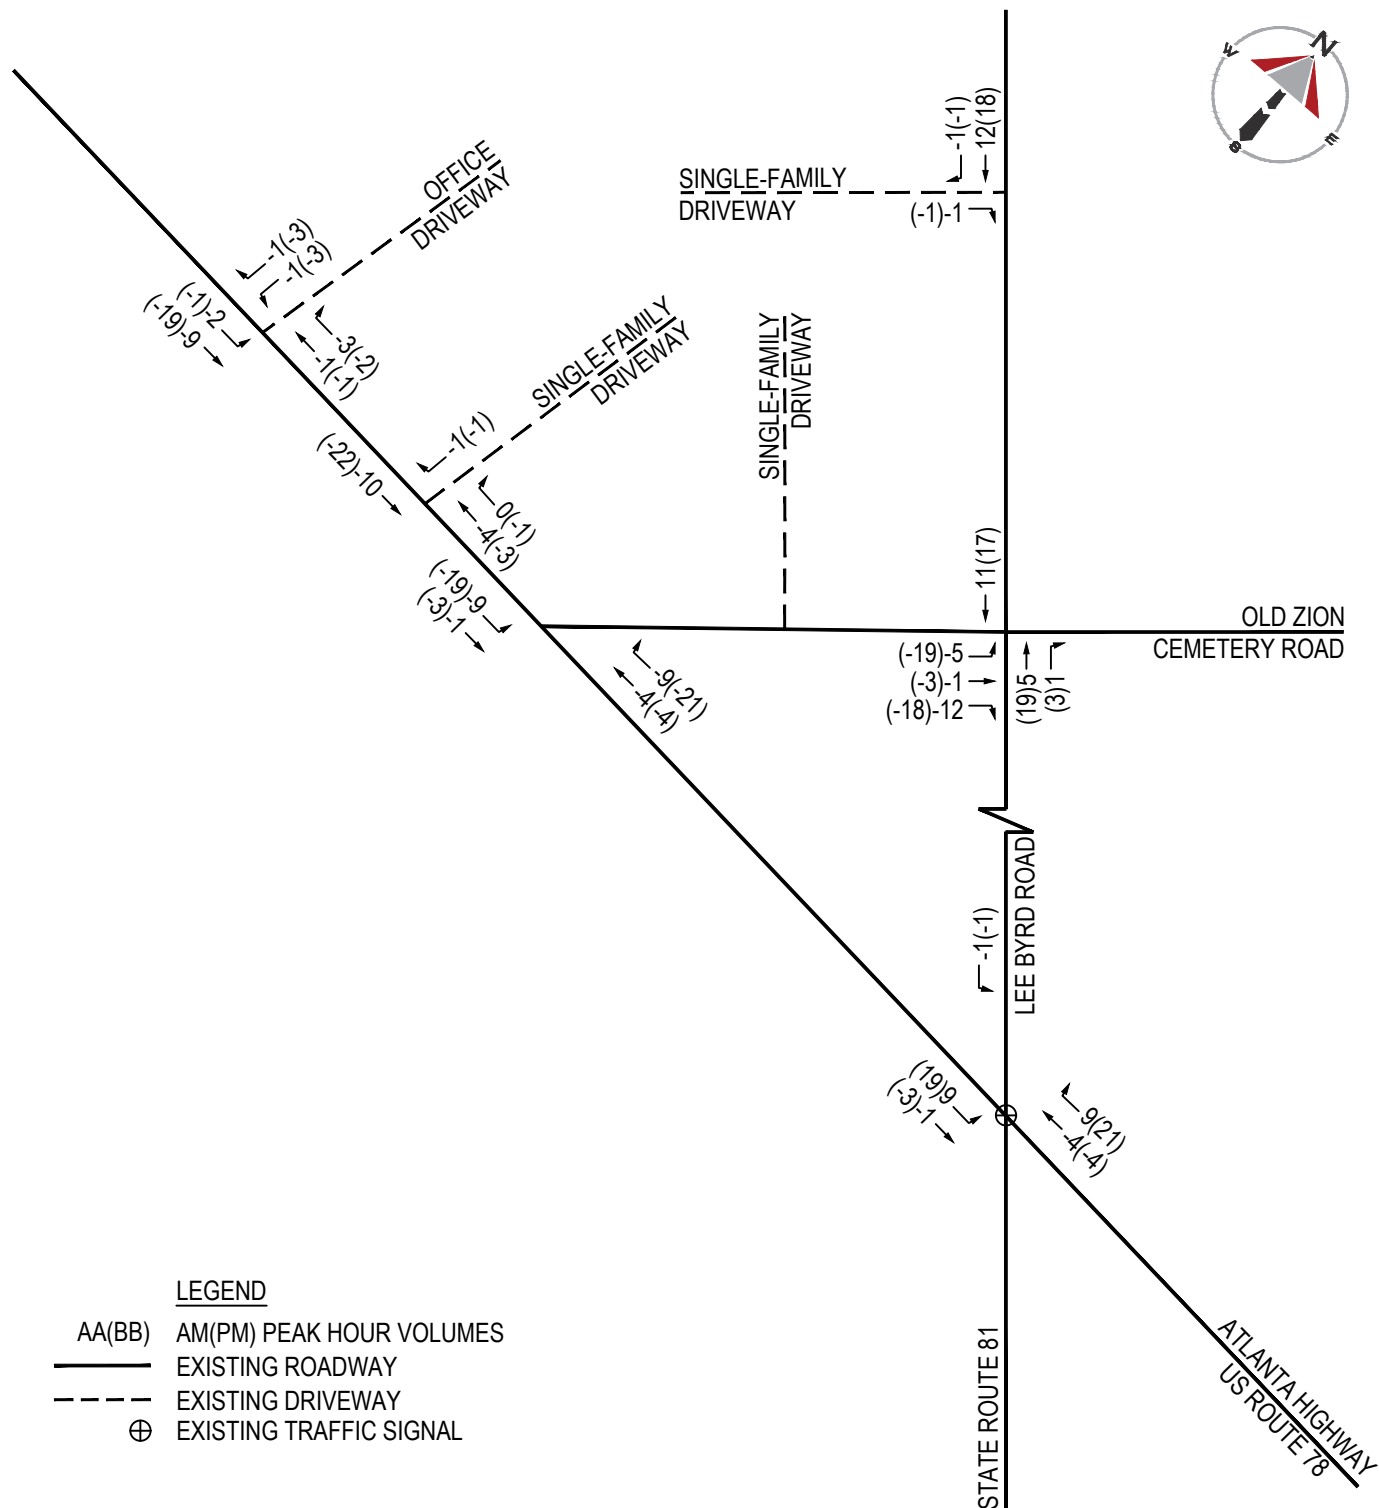 N
W
E
S
-1(-1)
12(18)
SINGLE-FAMILY
DRIVEWAY
(-1)-1
OFFICE
DRIVEWAY
-1(-3)
-1(-3)
(-1)-2
(-19)-9
-3(-2)
-1(-1)
SINGLE-FAMILY
DRIVEWAY
SINGLE-FAMILY
DRIVEWAY
-1(-1)
(-22)-10
0(-1)
-4(-3)
(-19)-9
(-3)-1
11(17)
OLD ZION
CEMETERY ROAD
-9(-21)
-4(-4)
(-19)-5
(-3)-1
(-18)-12
(19)5
(3)1
LEE BYRD ROAD
-1(-1)
(19)9
(-3)-1
9(21)
-4(-4)
STATE ROUTE 81
ATLANTA HIGHWAY
US ROUTE 78
LEGEND
AA(BB) AM(PM) PEAK HOUR VOLUMES
EXISTING ROADWAY
EXISTING DRIVEWAY
EXISTING TRAFFIC SIGNAL